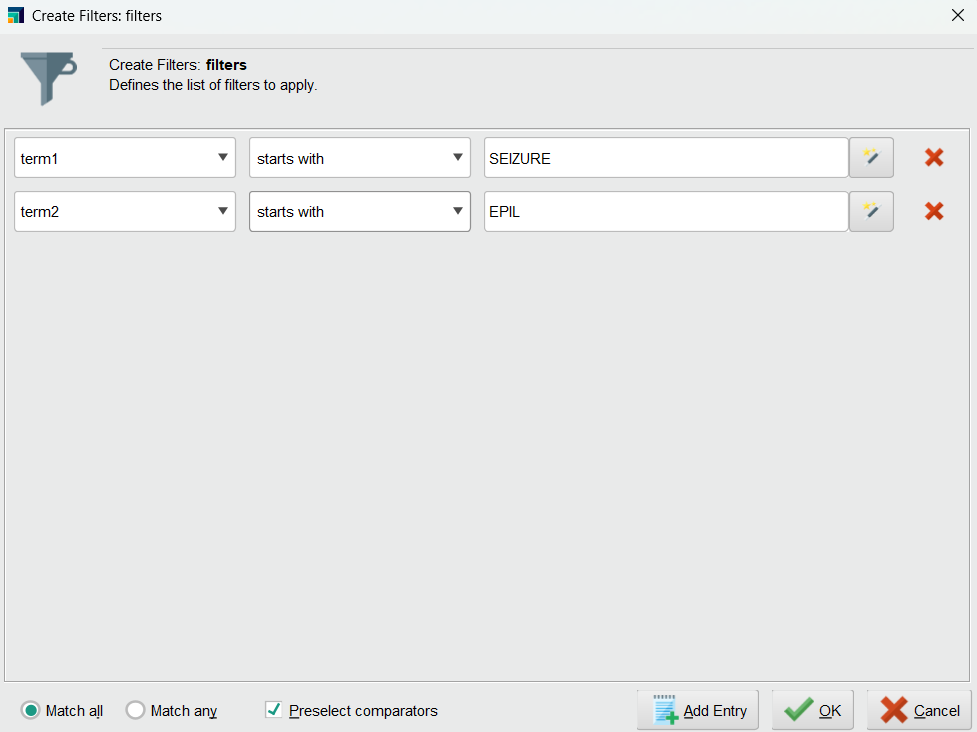 Create Filters: filters
Create Filters: filters
Defines the list of filters to apply.
term1 starts with SEIZURE
term2 starts with EPIL
Match all Match any Preselect comparators Add Entry OK Cancel